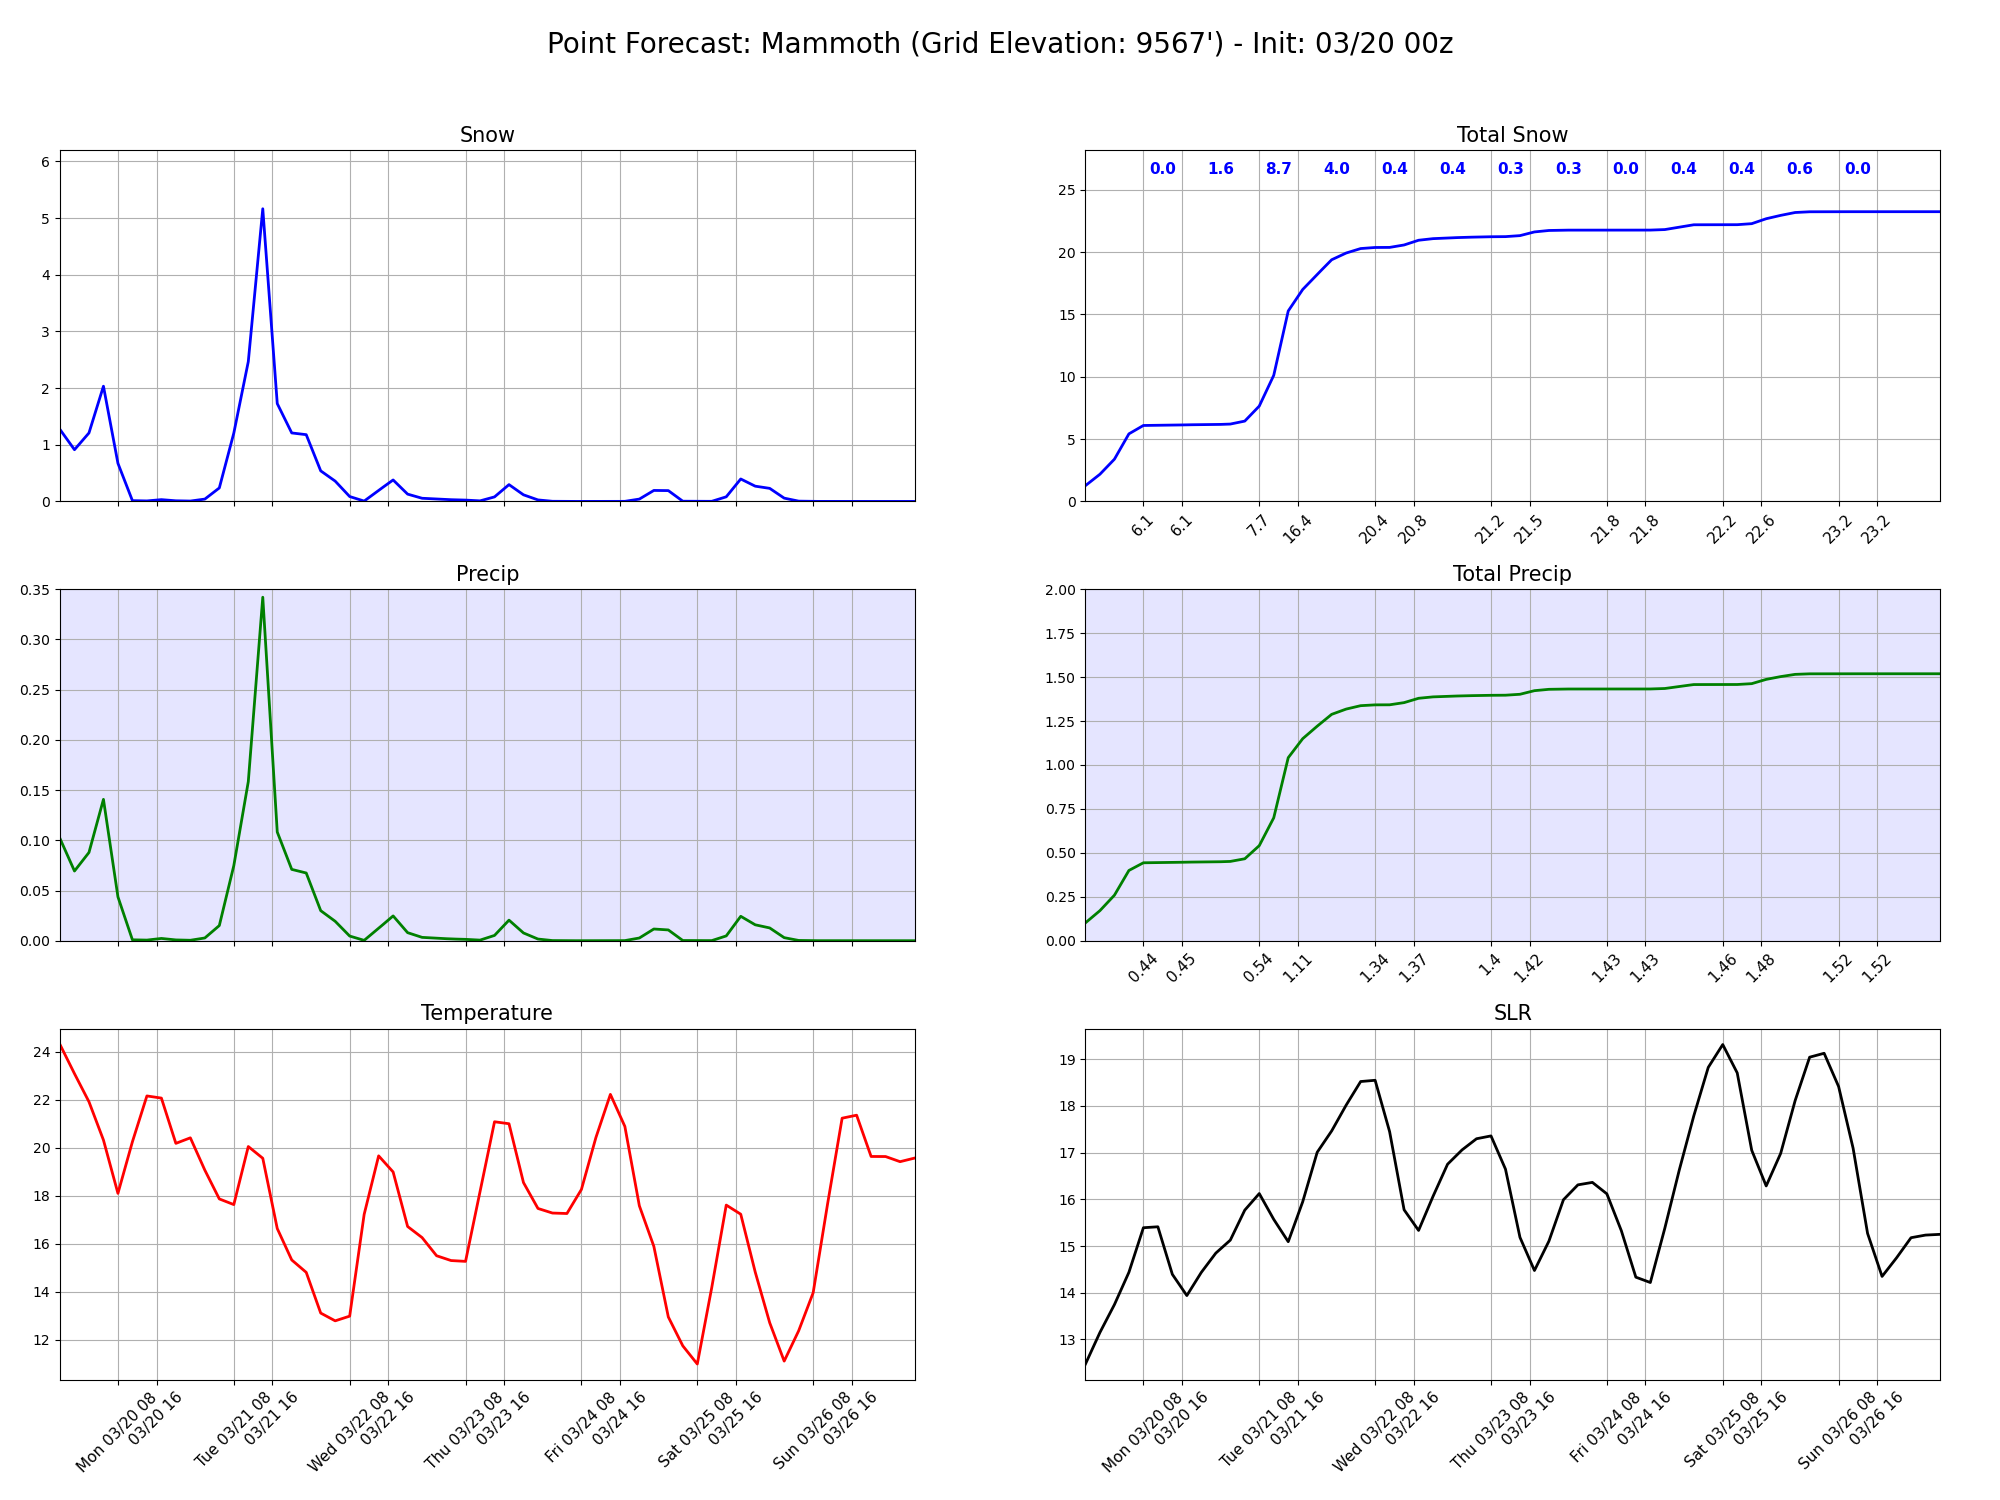 Point Forecast: Mammoth (Grid Elevation: 9567') - Init: 03/20 00z
Snow
6
5
4
3
2
1
0
Total Snow
0.0 1.6 8.7 4.0 0.4 0.4 0.3 0.3 0.0 0.4 0.4 0.6 0.0
25
20
15
10
5
0
6.1 6.1 7.7 16.4 20.4 20.8 21.2 21.5 21.8 21.8 22.2 22.6 23.2 23.2
Precip
0.35
0.30
0.25
0.20
0.15
0.10
0.05
0.00
Total Precip
2.00
1.75
1.50
1.25
1.00
0.75
0.50
0.25
0.00
0.44 0.45 0.54 1.11 1.34 1.37 1.4 1.42 1.43 1.43 1.46 1.48 1.52 1.52
Temperature
24
22
20
18
16
14
12
Mon 03/20 08
03/20 16
Tue 03/21 08
03/21 16
Wed 03/22 08
03/22 16
Thu 03/23 08
03/23 16
Fri 03/24 08
03/24 16
Sat 03/25 08
03/25 16
Sun 03/26 08
03/26 16
SLR
19
18
17
16
15
14
13
Mon 03/20 08
03/20 16
Tue 03/21 08
03/21 16
Wed 03/22 08
03/22 16
Thu 03/23 08
03/23 16
Fri 03/24 08
03/24 16
Sat 03/25 08
03/25 16
Sun 03/26 08
03/26 16